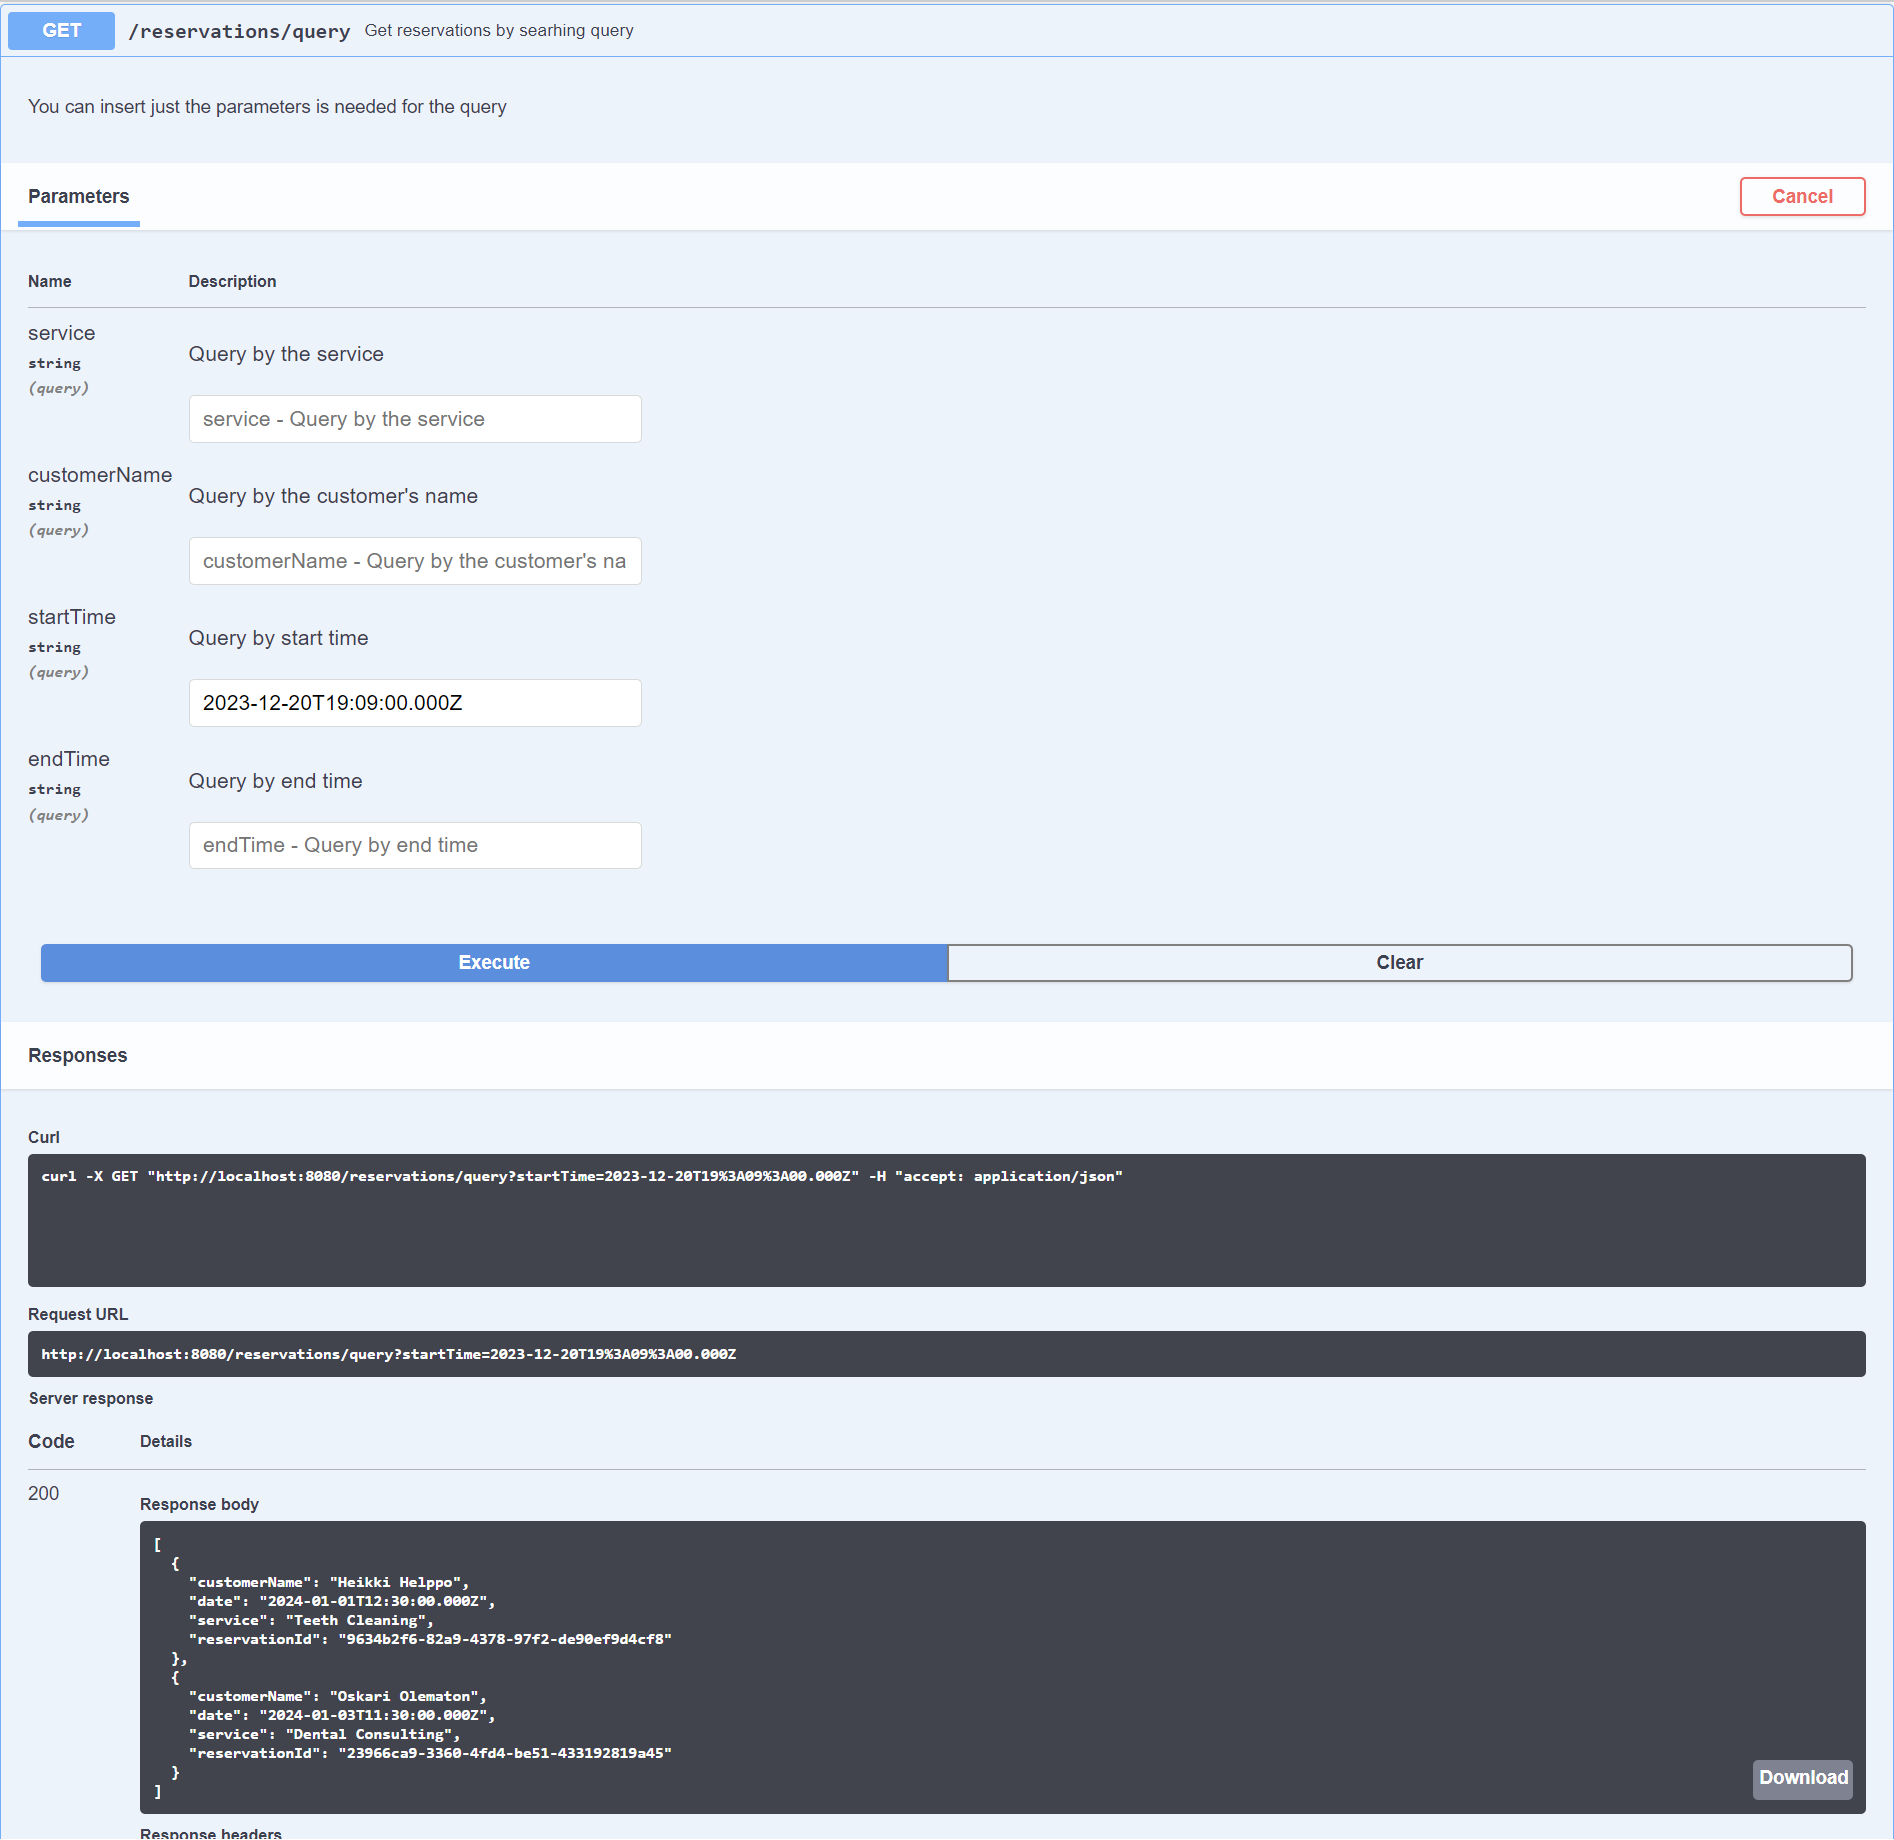 GET /reservations/query Get reservations by searhing query
You can insert just the parameters is needed for the query
Parameters Cancel
Name Description
service
string
(query)
Query by the service
service - Query by the service
customerName
string
(query)
Query by the customer's name
customerName - Query by the customer's na
startTime
string
(query)
Query by start time
2023-12-20T19:09:00.000Z
endTime
string
(query)
Query by end time
endTime - Query by end time
Execute Clear
Responses
Curl
curl -X GET "http://localhost:8080/reservations/query?startTime=2023-12-20T19%3A09%3A00.000Z" -H "accept: application/json"
Request URL
http://localhost:8080/reservations/query?startTime=2023-12-20T19%3A09%3A00.000Z
Server response
Code Details
200
Response body
[
  {
    "customerName": "Heikki Helppo",
    "date": "2024-01-01T12:30:00.000Z",
    "service": "Teeth Cleaning",
    "reservationId": "9634b2f6-82a9-4378-97f2-de90ef9d4cf8"
  },
  {
    "customerName": "Oskari Olematon",
    "date": "2024-01-03T11:30:00.000Z",
    "service": "Dental Consulting",
    "reservationId": "23966ca9-3360-4fd4-be51-433192819a45"
  }
]
Download
Response headers